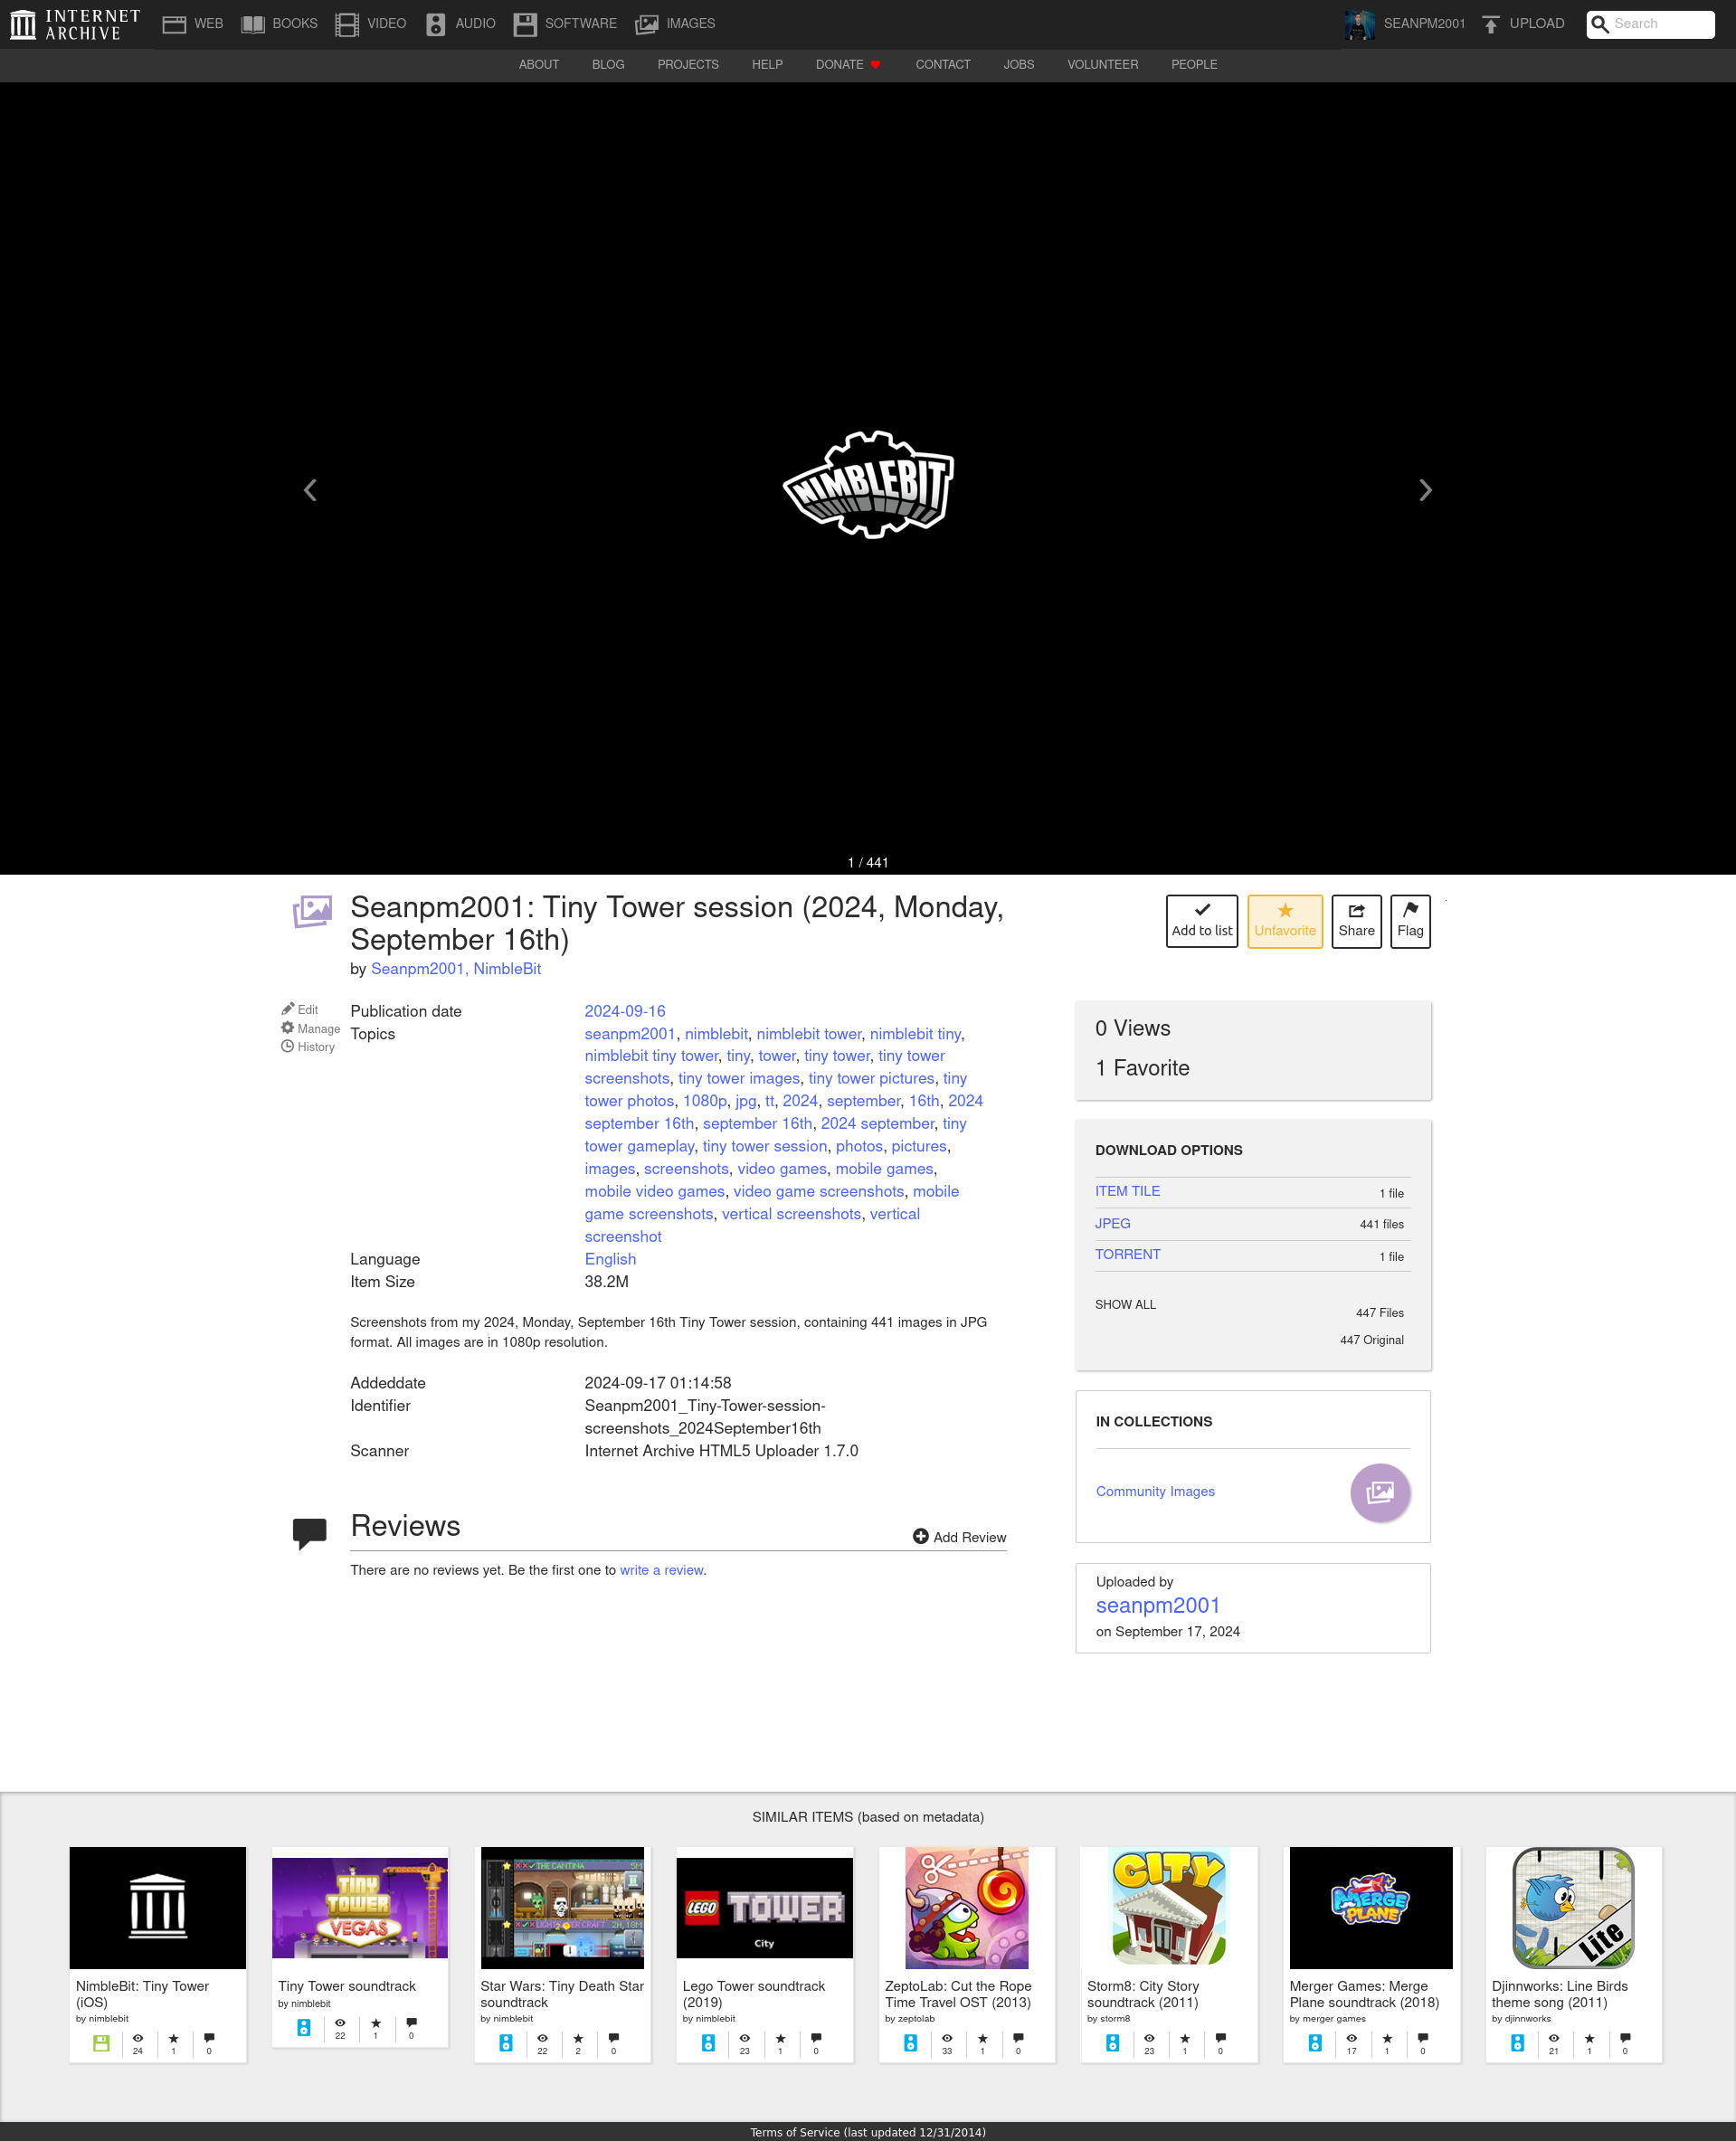 INTERNET ARCHIVE
WEB
BOOKS
VIDEO
AUDIO
SOFTWARE
IMAGES
SEANPM2001
UPLOAD
Search
ABOUT
BLOG
PROJECTS
HELP
DONATE
CONTACT
JOBS
VOLUNTEER
PEOPLE
NIMBLEBIT
1 / 441
Seanpm2001: Tiny Tower session (2024, Monday,
September 16th)
by Seanpm2001, NimbleBit
Add to list
Unfavorite
Share
Flag
Edit
Manage
History
Publication date 2024-09-16
Topics seanpm2001, nimblebit, nimblebit tower, nimblebit tiny,
nimblebit tiny tower, tiny, tower, tiny tower, tiny tower
screenshots, tiny tower images, tiny tower pictures, tiny
tower photos, 1080p, jpg, tt, 2024, september, 16th, 2024
september 16th, september 16th, 2024 september, tiny
tower gameplay, tiny tower session, photos, pictures,
images, screenshots, video games, mobile games,
mobile video games, video game screenshots, mobile
game screenshots, vertical screenshots, vertical
screenshot
Language English
Item Size 38.2M
Screenshots from my 2024, Monday, September 16th Tiny Tower session, containing 441 images in JPG
format. All images are in 1080p resolution.
Addeddate 2024-09-17 01:14:58
Identifier Seanpm2001_Tiny-Tower-session-
screenshots_2024September16th
Scanner Internet Archive HTML5 Uploader 1.7.0
Reviews
Add Review
There are no reviews yet. Be the first one to write a review.
0 Views
1 Favorite
DOWNLOAD OPTIONS
ITEM TILE 1 file
JPEG 441 files
TORRENT 1 file
SHOW ALL 447 Files
447 Original
IN COLLECTIONS
Community Images
Uploaded by
seanpm2001
on September 17, 2024
SIMILAR ITEMS (based on metadata)
NimbleBit: Tiny Tower
(iOS)
by nimblebit
24 1 0
TINY
TOWER
VEGAS
Tiny Tower soundtrack
by nimblebit
22 1 0
THE CANTINA 5M
2H, 18M
Star Wars: Tiny Death Star
soundtrack
by nimblebit
22 2 0
LEGO TOWER
City
Lego Tower soundtrack
(2019)
by nimblebit
23 1 0
ZeptoLab: Cut the Rope
Time Travel OST (2013)
by zeptolab
33 1 0
CITY
Storm8: City Story
soundtrack (2011)
by storm8
23 1 0
MERGE
PLANE
Merger Games: Merge
Plane soundtrack (2018)
by merger games
17 1 0
Lite
Djinnworks: Line Birds
theme song (2011)
by djinnworks
21 1 0
Terms of Service (last updated 12/31/2014)